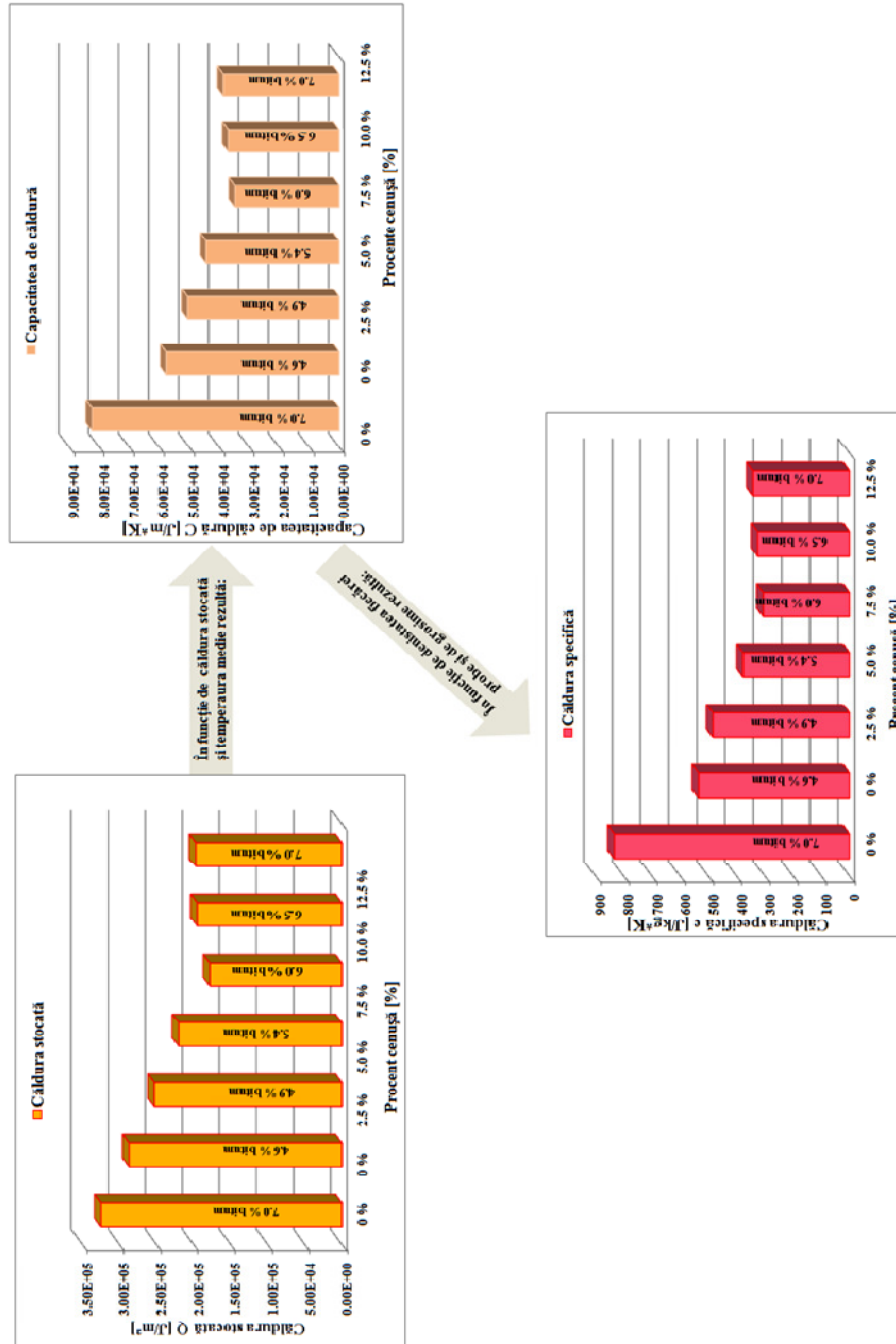 Căldura stocată
Căldura stocată Q [J/m²]
3.50E+05
3.00E+05
2.50E+05
2.00E+05
1.50E+05
1.00E+05
5.00E+04
0.00E+00
7.0 % bitum
4.6 % bitum
4.9 % bitum
5.4 % bitum
6.0 % bitum
6.5 % bitum
7.0 % bitum
0 %
0 %
2.5 %
5.0 %
7.5 %
10.0 %
12.5 %
Procent cenușă [%]
În funcție de căldura stocată
și temperaura medie rezultă:
Capacitatea de căldură
Capacitatea de căldură C [J/m*K]
9.00E+04
8.00E+04
7.00E+04
6.00E+04
5.00E+04
4.00E+04
3.00E+04
2.00E+04
1.00E+04
0.00E+00
7.0 % bitum
4.6 % bitum
4.9 % bitum
5.4 % bitum
6.0 % bitum
6.5 % bitum
7.0 % bitum
0 %
0 %
2.5 %
5.0 %
7.5 %
10.0 %
12.5 %
Procente cenușă [%]
În funcție de denistatea fiecărei
probe și de grosime rezultă:
Căldura specifică
Căldura specifică c [J/kg*K]
900
800
700
600
500
400
300
200
100
0
7.0 % bitum
4.6 % bitum
4.9 % bitum
5.4 % bitum
6.0 % bitum
6.5 % bitum
7.0 % bitum
0 %
0 %
2.5 %
5.0 %
7.5 %
10.0 %
12.5 %
Procent cenușă [%]